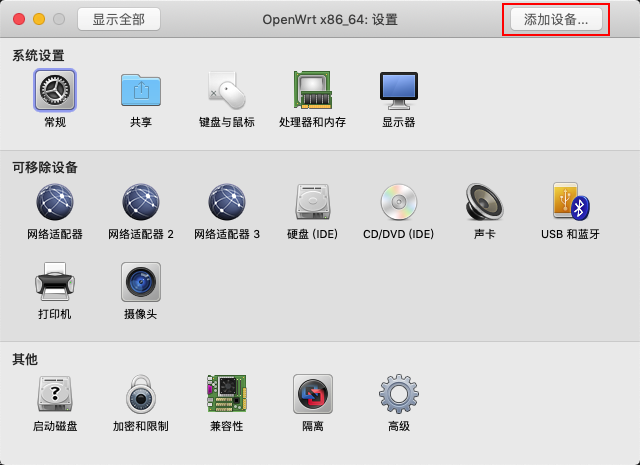 显示全部 OpenWrt x86_64: 设置 添加设备...
系统设置
常规 共享 键盘与鼠标 处理器和内存 显示器
可移除设备
网络适配器 网络适配器 2 网络适配器 3 硬盘 (IDE) CD/DVD (IDE) 声卡 USB 和蓝牙
打印机 摄像头
其他
?
启动磁盘 加密和限制 兼容性 隔离 高级